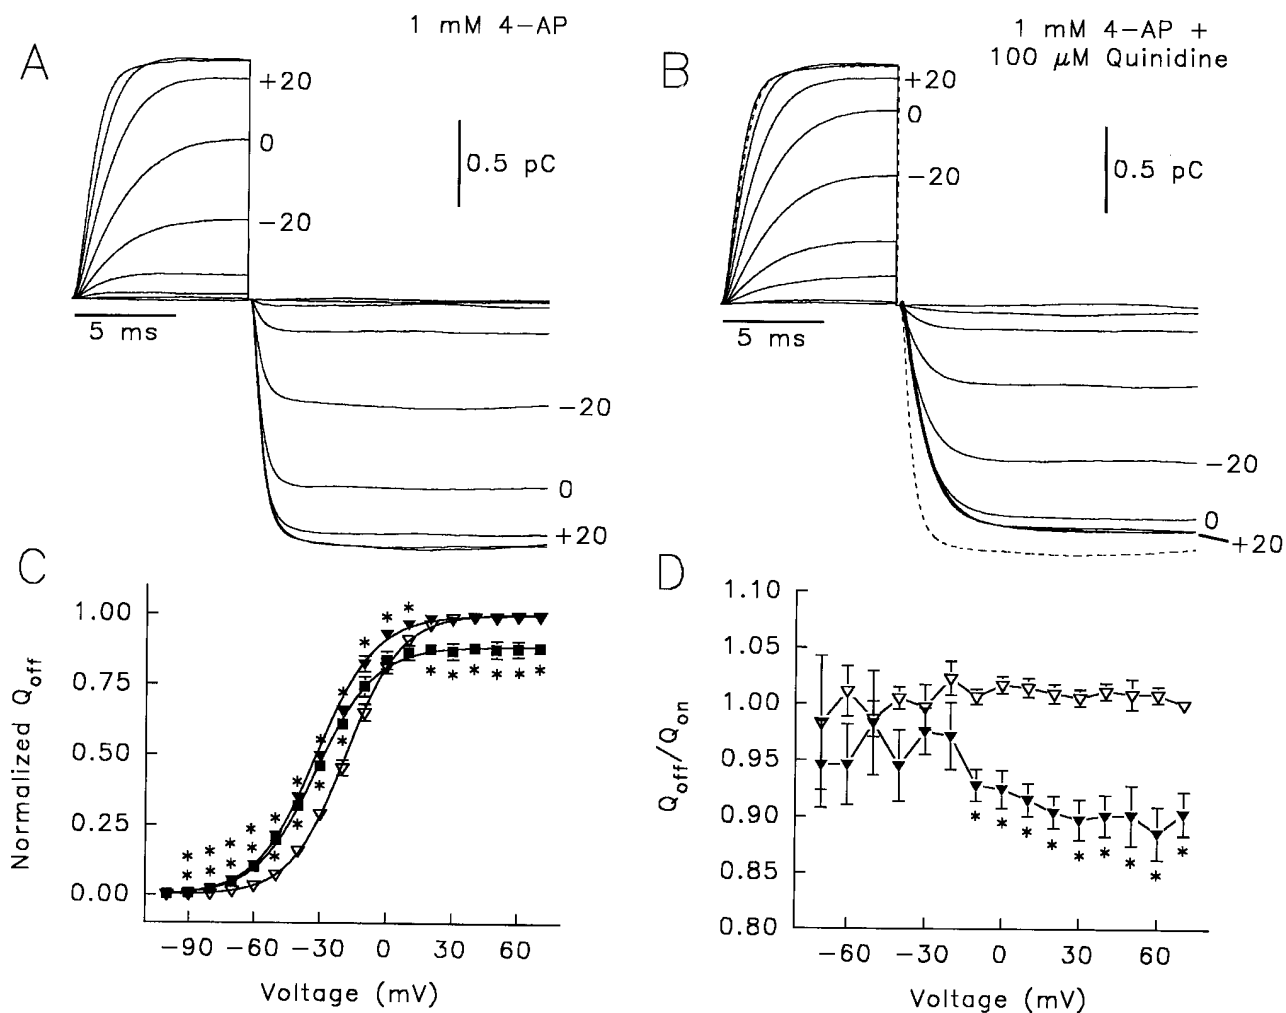 A
1 mM 4-AP
+20
0
-20
0.5 pC
5 ms
-20
0
+20
B
1 mM 4-AP +
100 μM Quinidine
+20
0
-20
0.5 pC
5 ms
-20
0
+20
C
Normalized Qoff
1.00
0.75
0.50
0.25
0.00
-90 -60 -30 0 30 60
Voltage (mV)
D
Qoff/Qon
1.10
1.05
1.00
0.95
0.90
0.85
0.80
-60 -30 0 30 60
Voltage (mV)